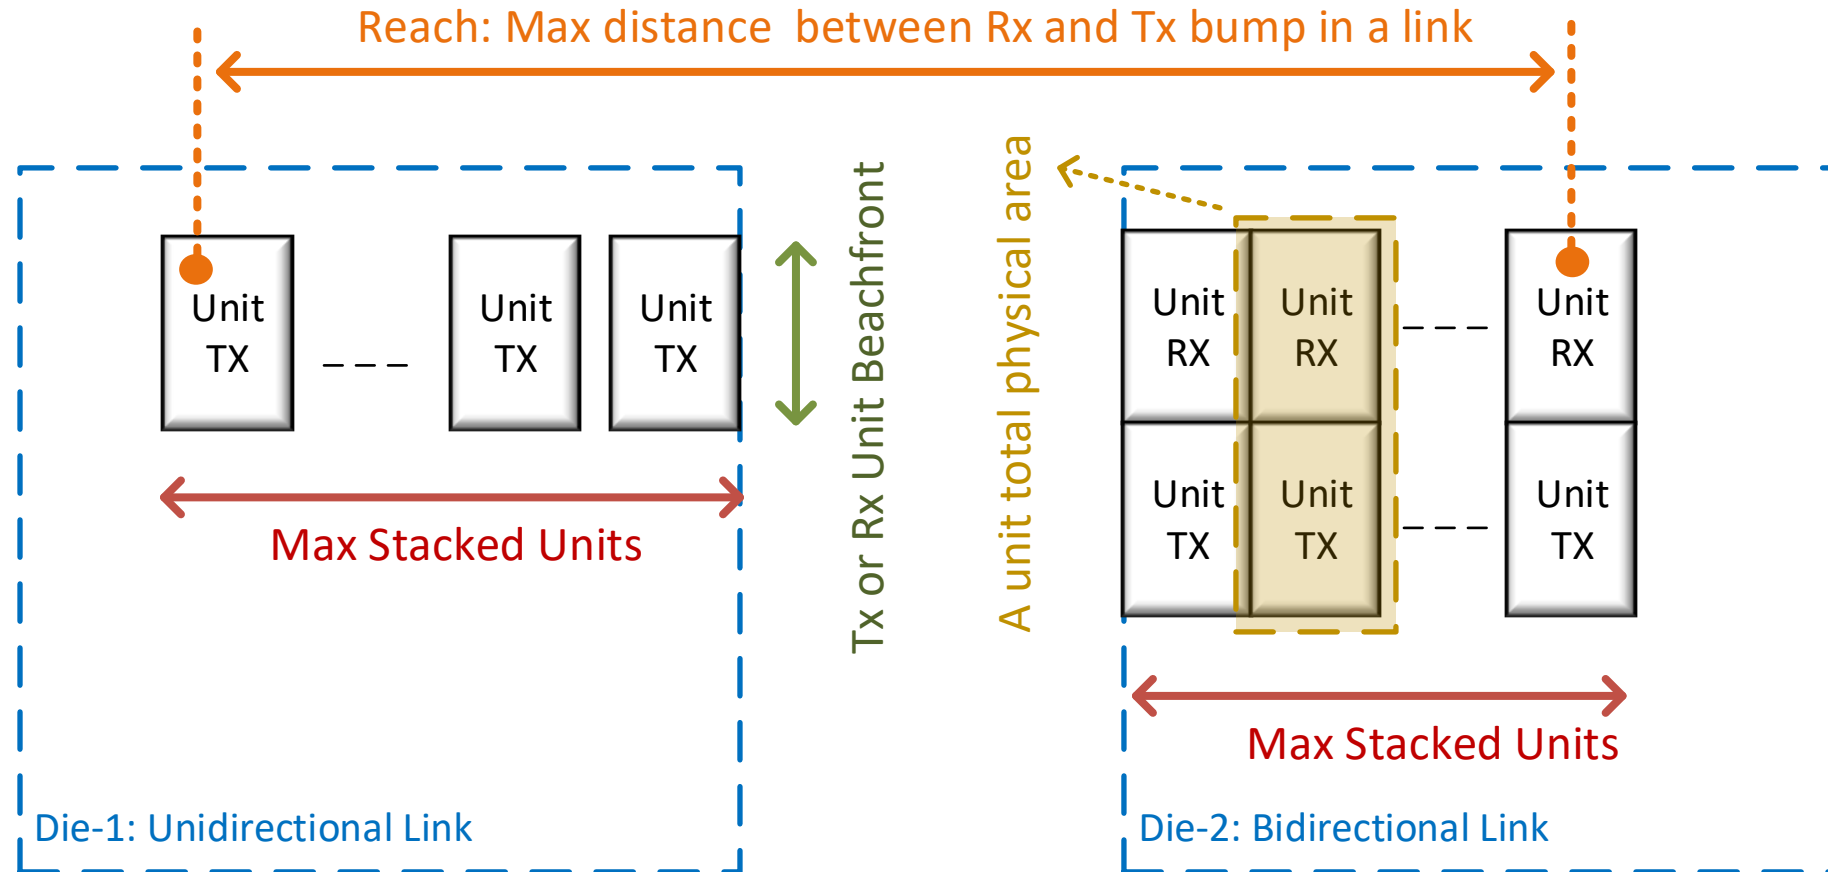 Reach: Max distance between Rx and Tx bump in a link
Unit
TX
Unit
TX
Unit
TX
_ _ _
Max Stacked Units
Tx or Rx Unit Beachfront
A unit total physical area
Unit
RX
Unit
RX
_ _ _
Unit
RX
Unit
TX
Unit
TX
_ _ _
Unit
TX
Max Stacked Units
Die-1: Unidirectional Link
Die-2: Bidirectional Link